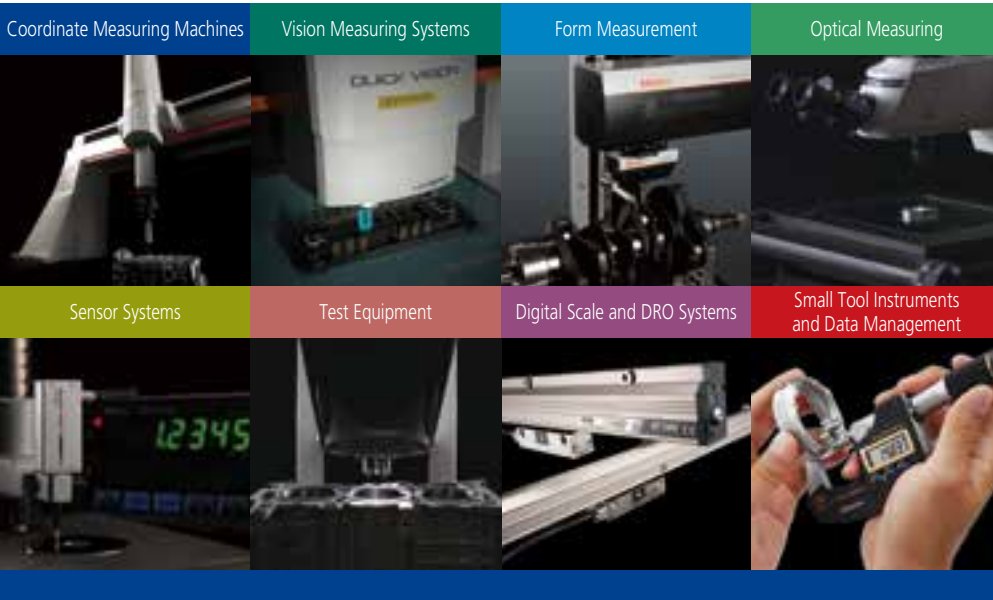 Coordinate Measuring Machines
Vision Measuring Systems
Form Measurement
Optical Measuring
QUICK VISION
Sensor Systems
Test Equipment
Digital Scale and DRO Systems
Small Tool Instruments
and Data Management
12345